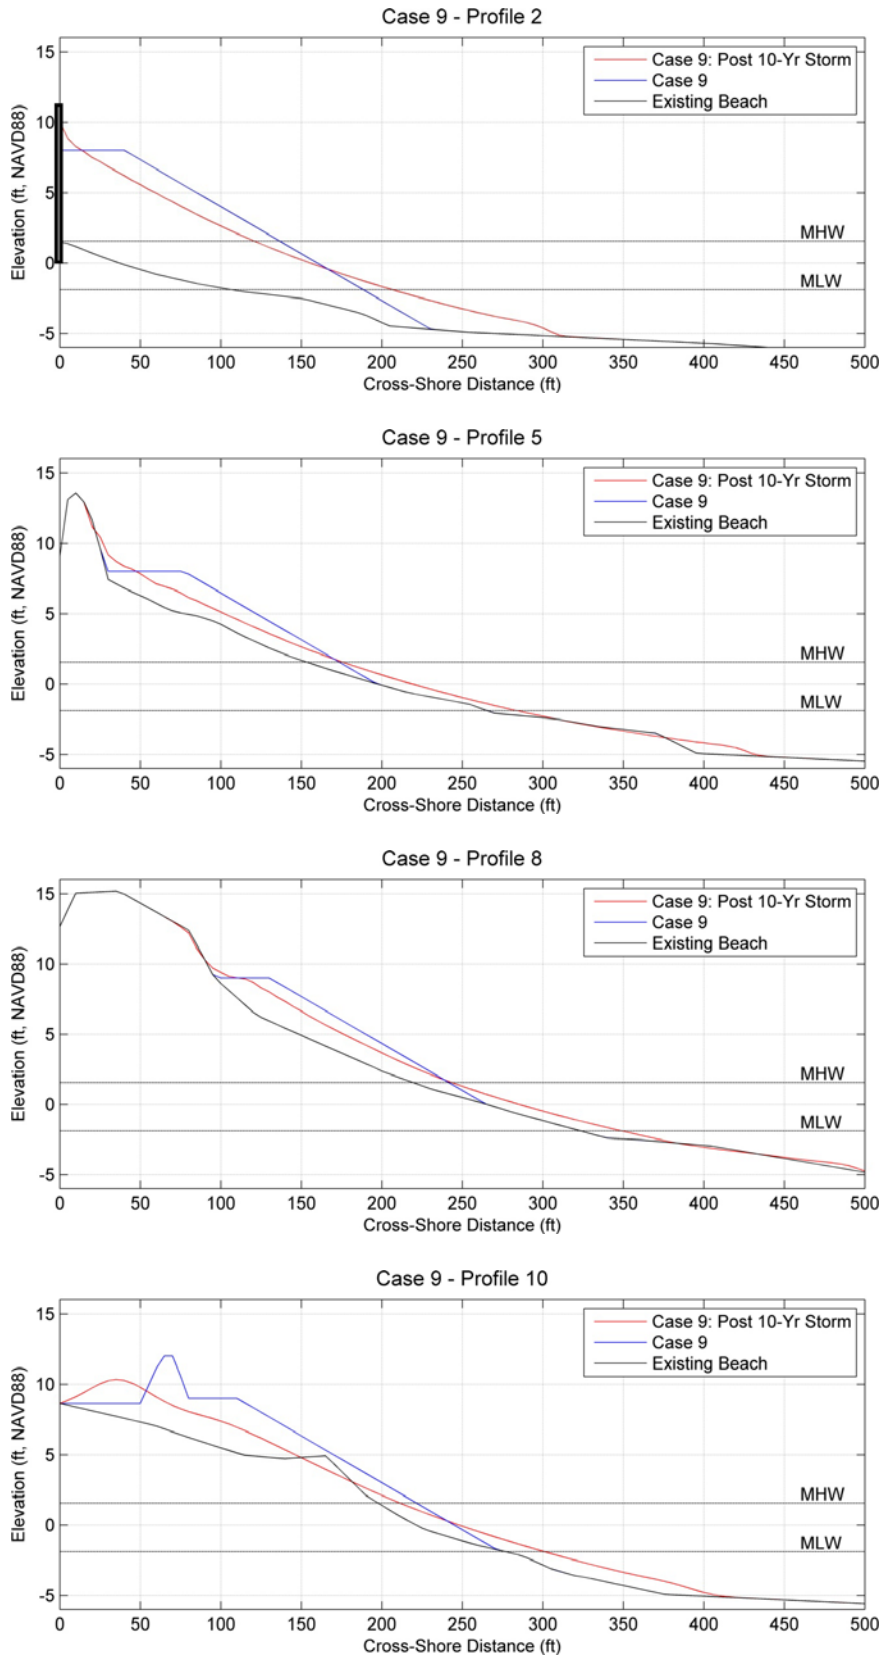 Case 9 - Profile 2
Case 9: Post 10-Yr Storm
Case 9
Existing Beach
Elevation (ft, NAVD88)
15
10
5
0
-5
MHW
MLW
0 50 100 150 200 250 300 350 400 450 500
Cross-Shore Distance (ft)
Case 9 - Profile 5
Case 9: Post 10-Yr Storm
Case 9
Existing Beach
Elevation (ft, NAVD88)
15
10
5
0
-5
MHW
MLW
0 50 100 150 200 250 300 350 400 450 500
Cross-Shore Distance (ft)
Case 9 - Profile 8
Case 9: Post 10-Yr Storm
Case 9
Existing Beach
Elevation (ft, NAVD88)
15
10
5
0
-5
MHW
MLW
0 50 100 150 200 250 300 350 400 450 500
Cross-Shore Distance (ft)
Case 9 - Profile 10
Case 9: Post 10-Yr Storm
Case 9
Existing Beach
Elevation (ft, NAVD88)
15
10
5
0
-5
MHW
MLW
0 50 100 150 200 250 300 350 400 450 500
Cross-Shore Distance (ft)